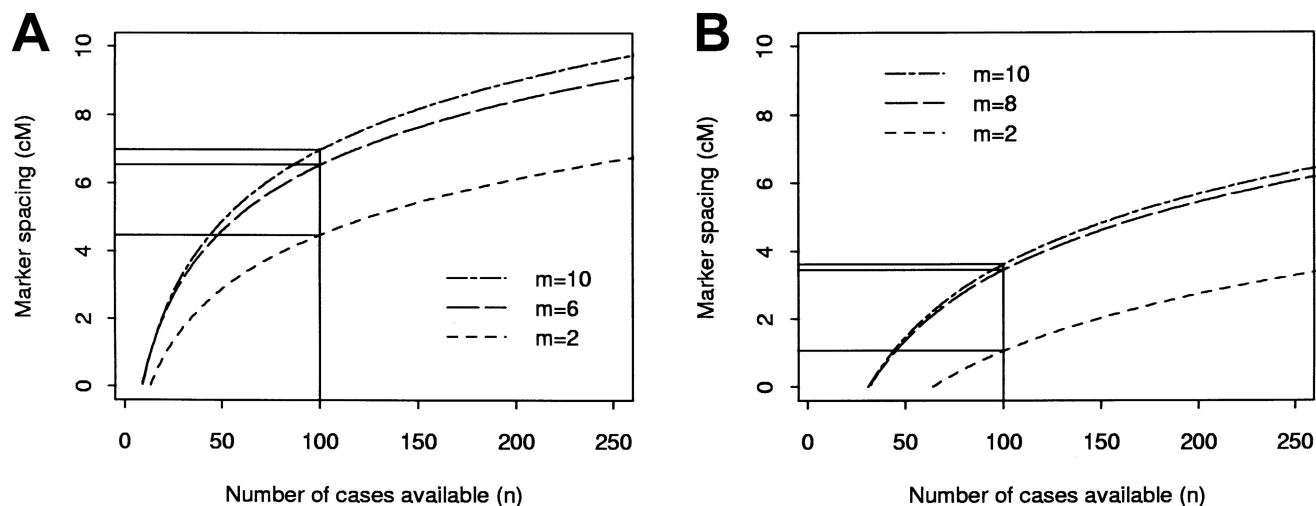 A
Marker spacing (cM)
10
8
6
4
2
0
m=10
m=6
m=2
0 50 100 150 200 250
Number of cases available (n)
B
Marker spacing (cM)
10
8
6
4
2
0
m=10
m=8
m=2
0 50 100 150 200 250
Number of cases available (n)